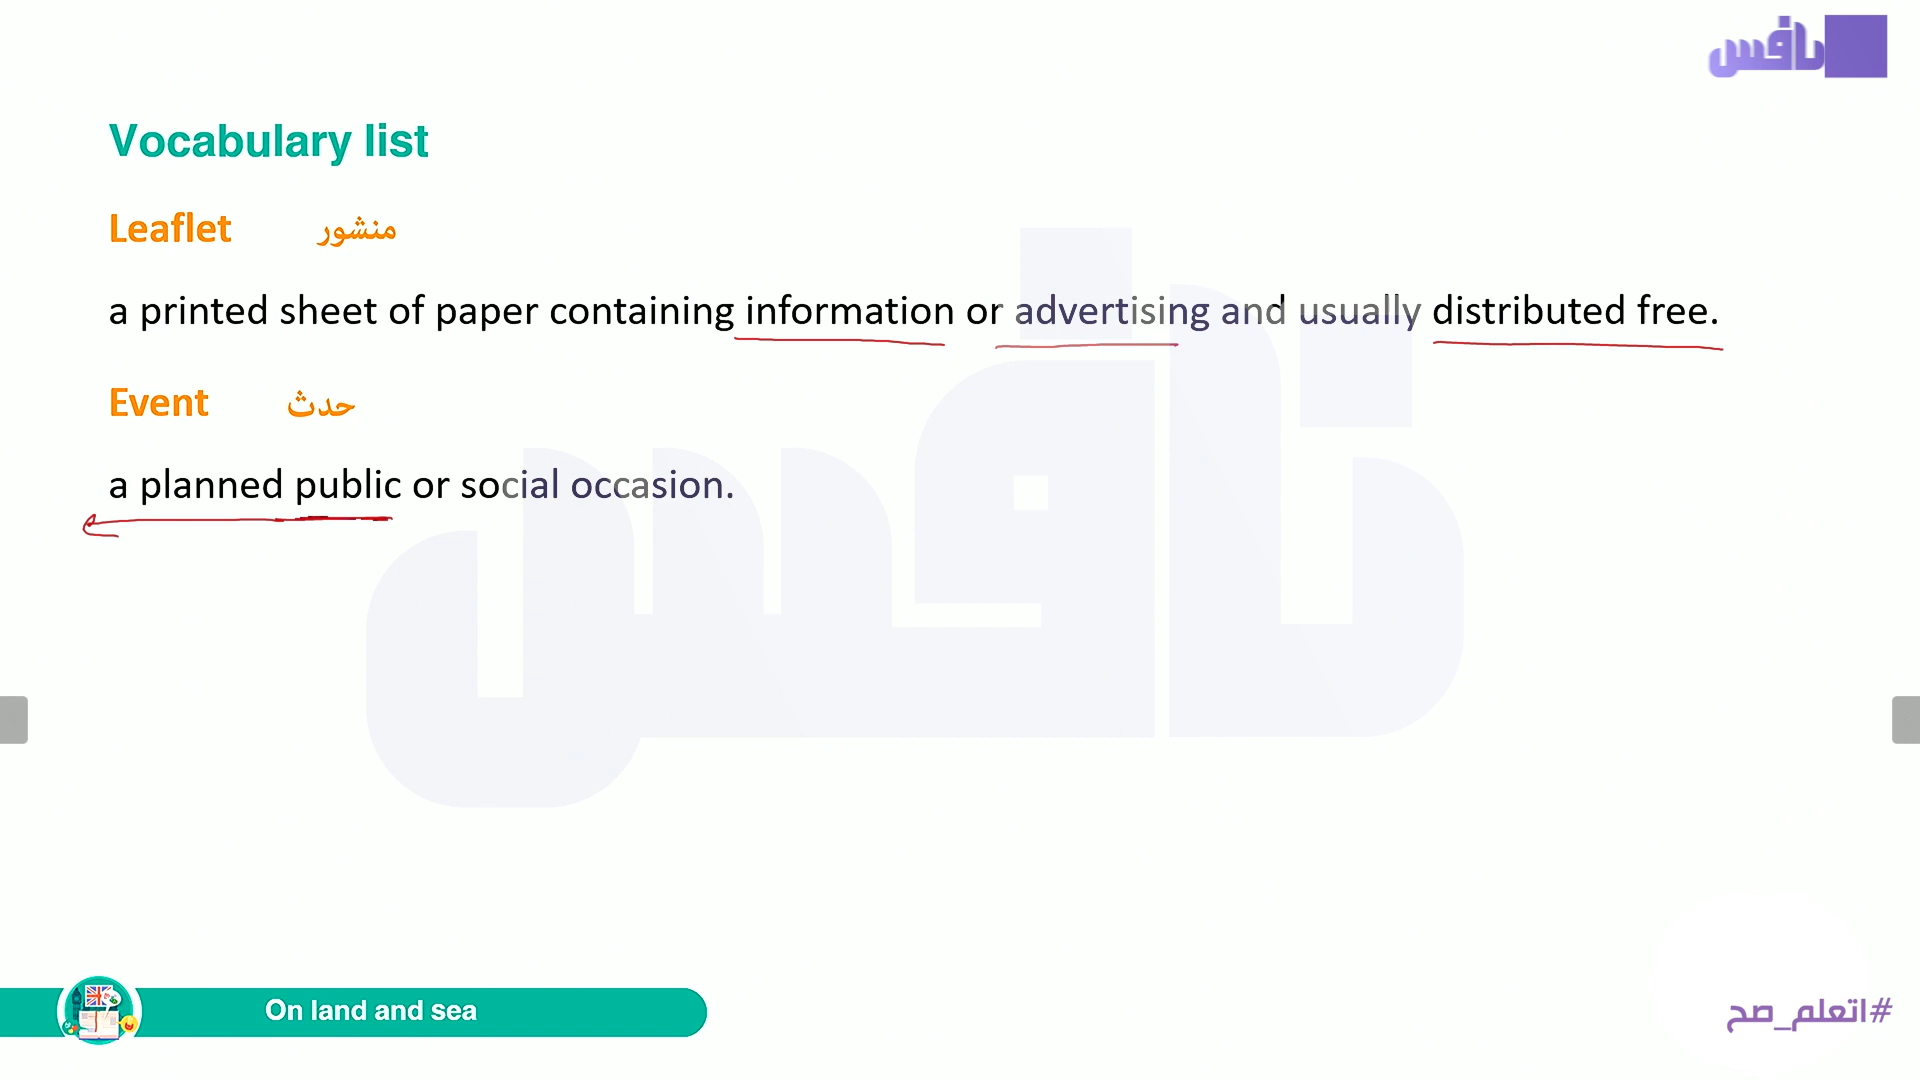 نافس
Vocabulary list
Leaflet منشور
a printed sheet of paper containing information or advertising and usually distributed free.
Event حدث
a planned public or social occasion.
On land and sea
#اتعلم_صح